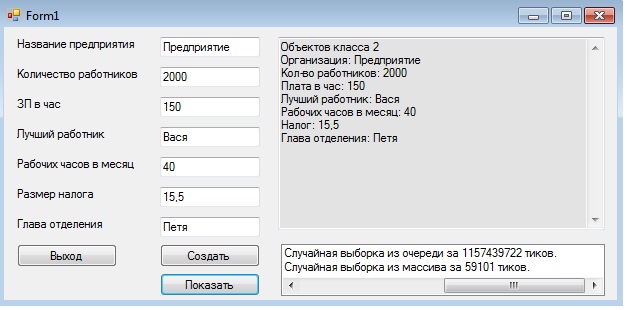 Form1
Название предприятия
Предприятие
Количество работников
2000
ЗП в час
150
Лучший работник
Вася
Рабочих часов в месяц
40
Размер налога
15,5
Глава отделения
Петя
Выход
Создать
Показать
Объектов класса 2
Организация: Предприятие
Кол-во работников: 2000
Плата в час: 150
Лучший работник: Вася
Рабочих часов в месяц: 40
Налог: 15,5
Глава отделения: Петя
Случайная выборка из очереди за 1157439722 тиков.
Случайная выборка из массива за 59101 тиков.